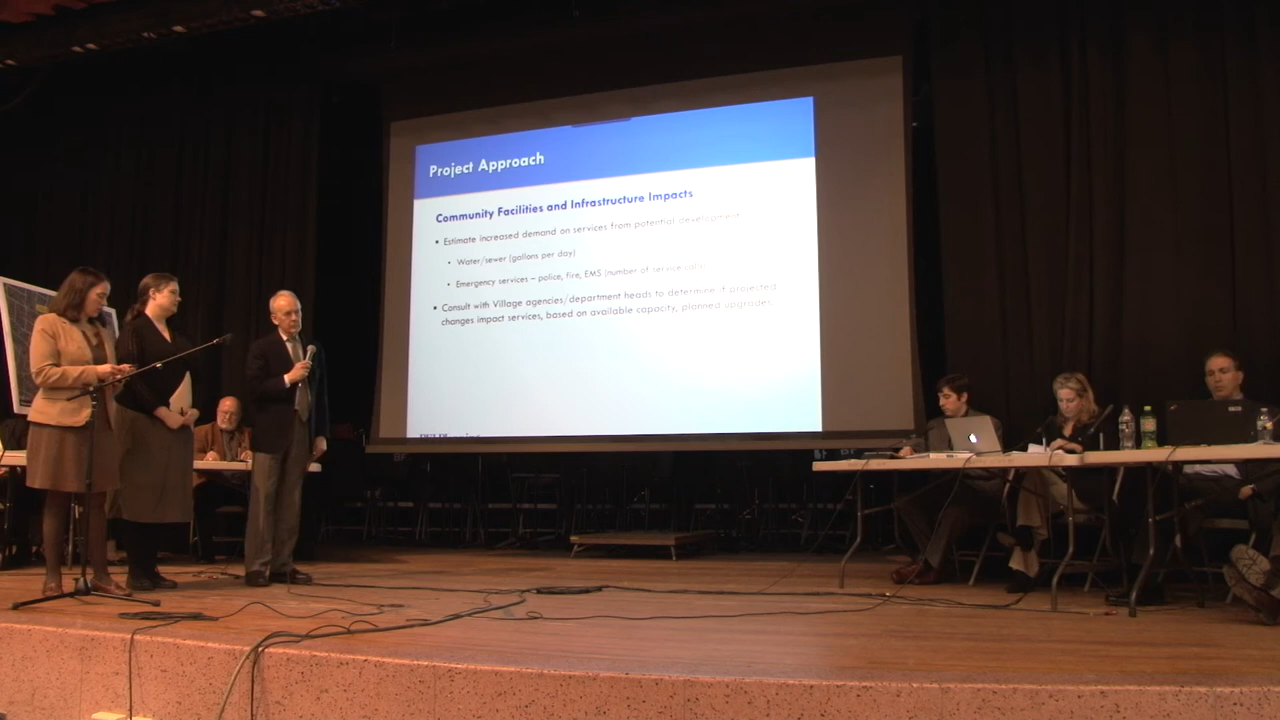 Project Approach
Community Facilities and Infrastructure Impacts
• Estimate increased demand on services from potential development
• Water/sewer (gallons per day)
• Emergency services – police, fire, EMS (number of service calls)
• Consult with Village agencies/department heads to determine if projected
changes impact services, based on available capacity, planned upgrades.